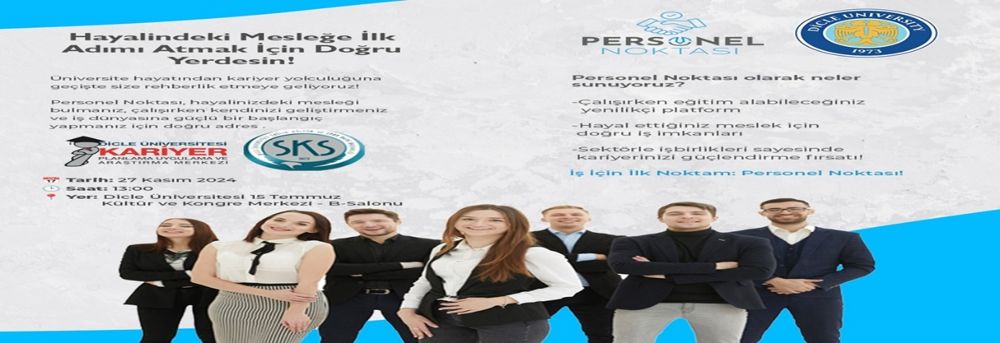 Hayalindeki Mesleğe İlk
Adımı Atmak İçin Doğru
Yerdesin!
Üniversite hayatından kariyer yolculuğuna
geçişte size rehberlik etmeye geliyoruz!
Personel Noktası, hayalinizdeki mesleği
bulmanız, çalışırken kendinizi geliştirmeniz
ve iş dünyasına güçlü bir başlangıç
yapmanız için doğru adres .
DİCLE ÜNİVERSİTESİ
KARİYER
PLANLAMA UYGULAMA VE
ARAŞTIRMA MERKEZİ
SKS
Tarih: 27 Kasım 2024
Saat: 13:00
Yer: Dicle Üniversitesi 15 Temmuz
Kültür ve Kongre Merkezi - B-Salonu
PERSONEL
NOKTASI
DİCLE UNIVERSITY
1973
Personel Noktası olarak neler
sunuyoruz?
-Çalışırken eğitim alabileceğiniz
yenilikçi platform
-Hayal ettiğiniz meslek için
doğru iş imkanları
-Sektörle işbirlikleri sayesinde
kariyerinizi güçlendirme fırsatı!
İş İçin İlk Noktam: Personel Noktası!